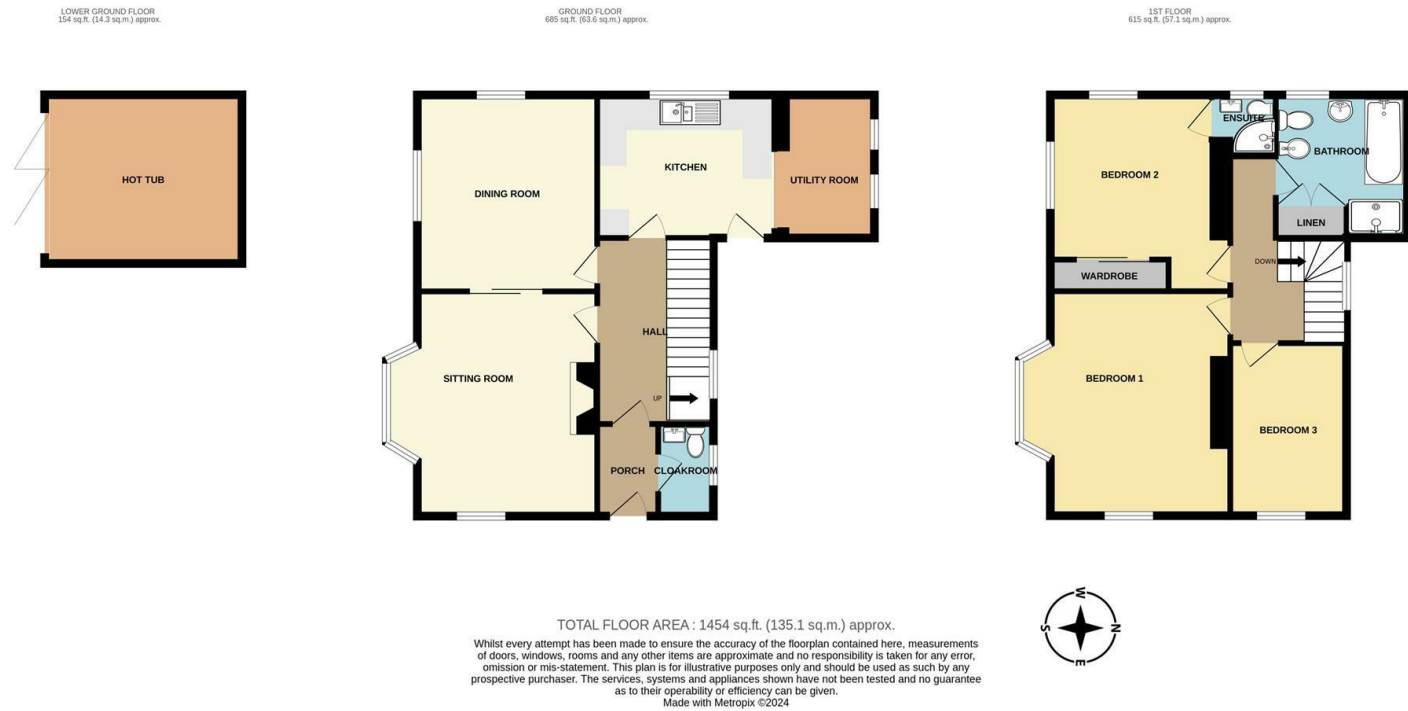 LOWER GROUND FLOOR
154 sq.ft. (14.3 sq.m.) approx.
GROUND FLOOR
685 sq.ft. (63.6 sq.m.) approx.
1ST FLOOR
615 sq.ft. (57.1 sq.m.) approx.
HOT TUB
DINING ROOM
KITCHEN
UTILITY ROOM
HALL
SITTING ROOM
UP
PORCH
CLOAKROOM
ENSUITE
BATHROOM
BEDROOM 2
LINEN
DOWN
WARDROBE
BEDROOM 1
BEDROOM 3
W
S
N
E
TOTAL FLOOR AREA : 1454 sq.ft. (135.1 sq.m.) approx.
Whilst every attempt has been made to ensure the accuracy of the floorplan contained here, measurements
of doors, windows, rooms and any other items are approximate and no responsibility is taken for any error,
omission or mis-statement. This plan is for illustrative purposes only and should be used as such by any
prospective purchaser. The services, systems and appliances shown have not been tested and no guarantee
as to their operability or efficiency can be given.
Made with Metropix ©2024